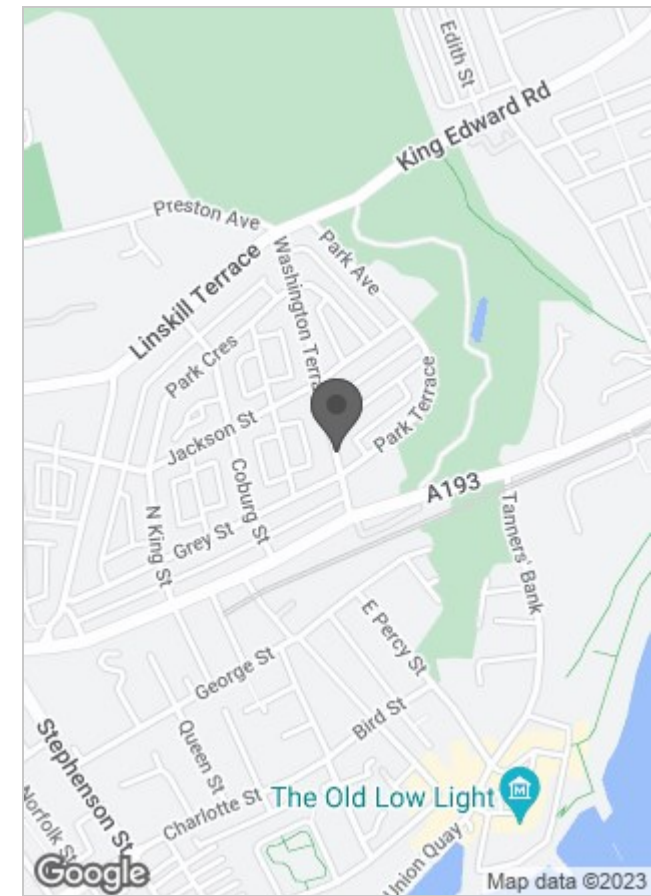 Edith St
King Edward Rd
Preston Ave
Washington Terra
Park Ave
Linskill Terrace
Park Cres
Park Terrace
Jackson St
Coburg St
A193
N King St
Grey St
Tanners' Bank
E Percy St
George St
Queen St
Bird St
Stephenson St
Norfolk St
Charlotte St
The Old Low Light
Union Quay
Google
Map data ©2023